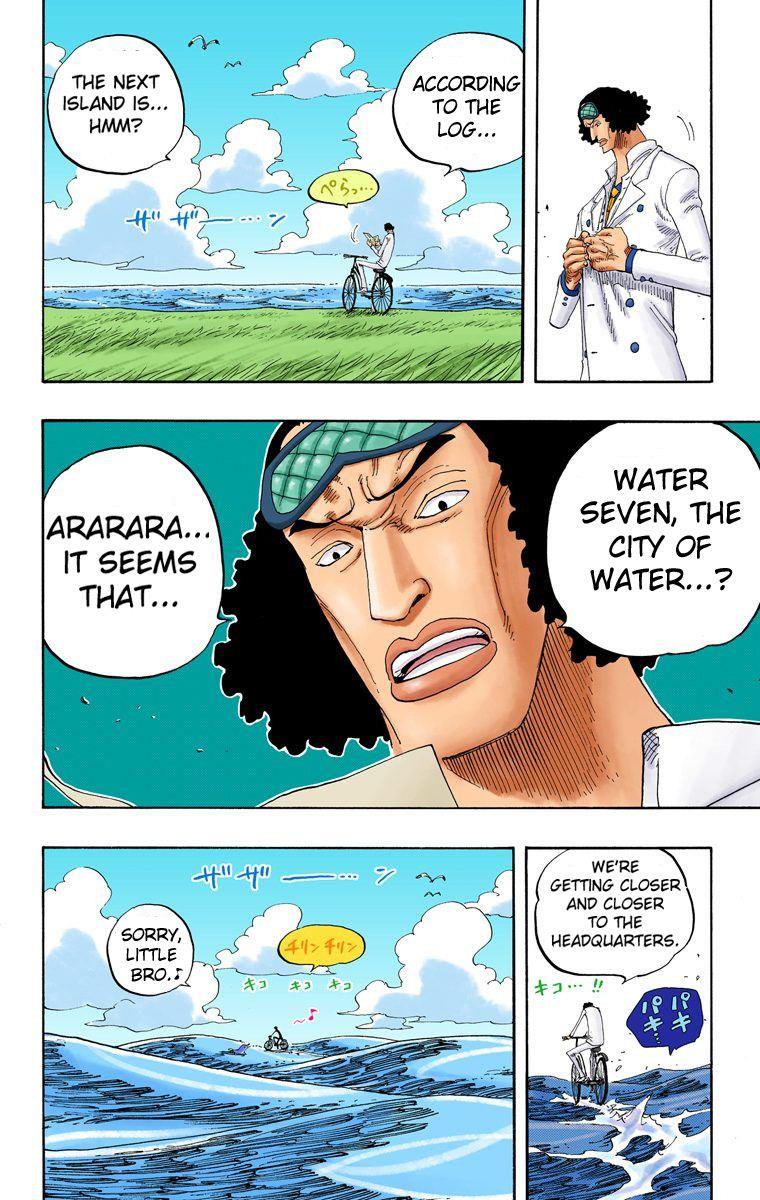 ACCORDING
TO THE
LOG...
THE NEXT
ISLAND IS...
HMM?
ぺらっ…
ザザーー…ン
WATER
SEVEN, THE
CITY OF
WATER...?
ARARARA...
IT SEEMS
THAT...
WE'RE
GETTING CLOSER
AND CLOSER
TO THE
HEADQUARTERS.
キコ…!!
パキ
パキ…
ザザーー…ン
チリンチリン
キコ キコ キコ
♪
SORRY,
LITTLE
BRO.♪